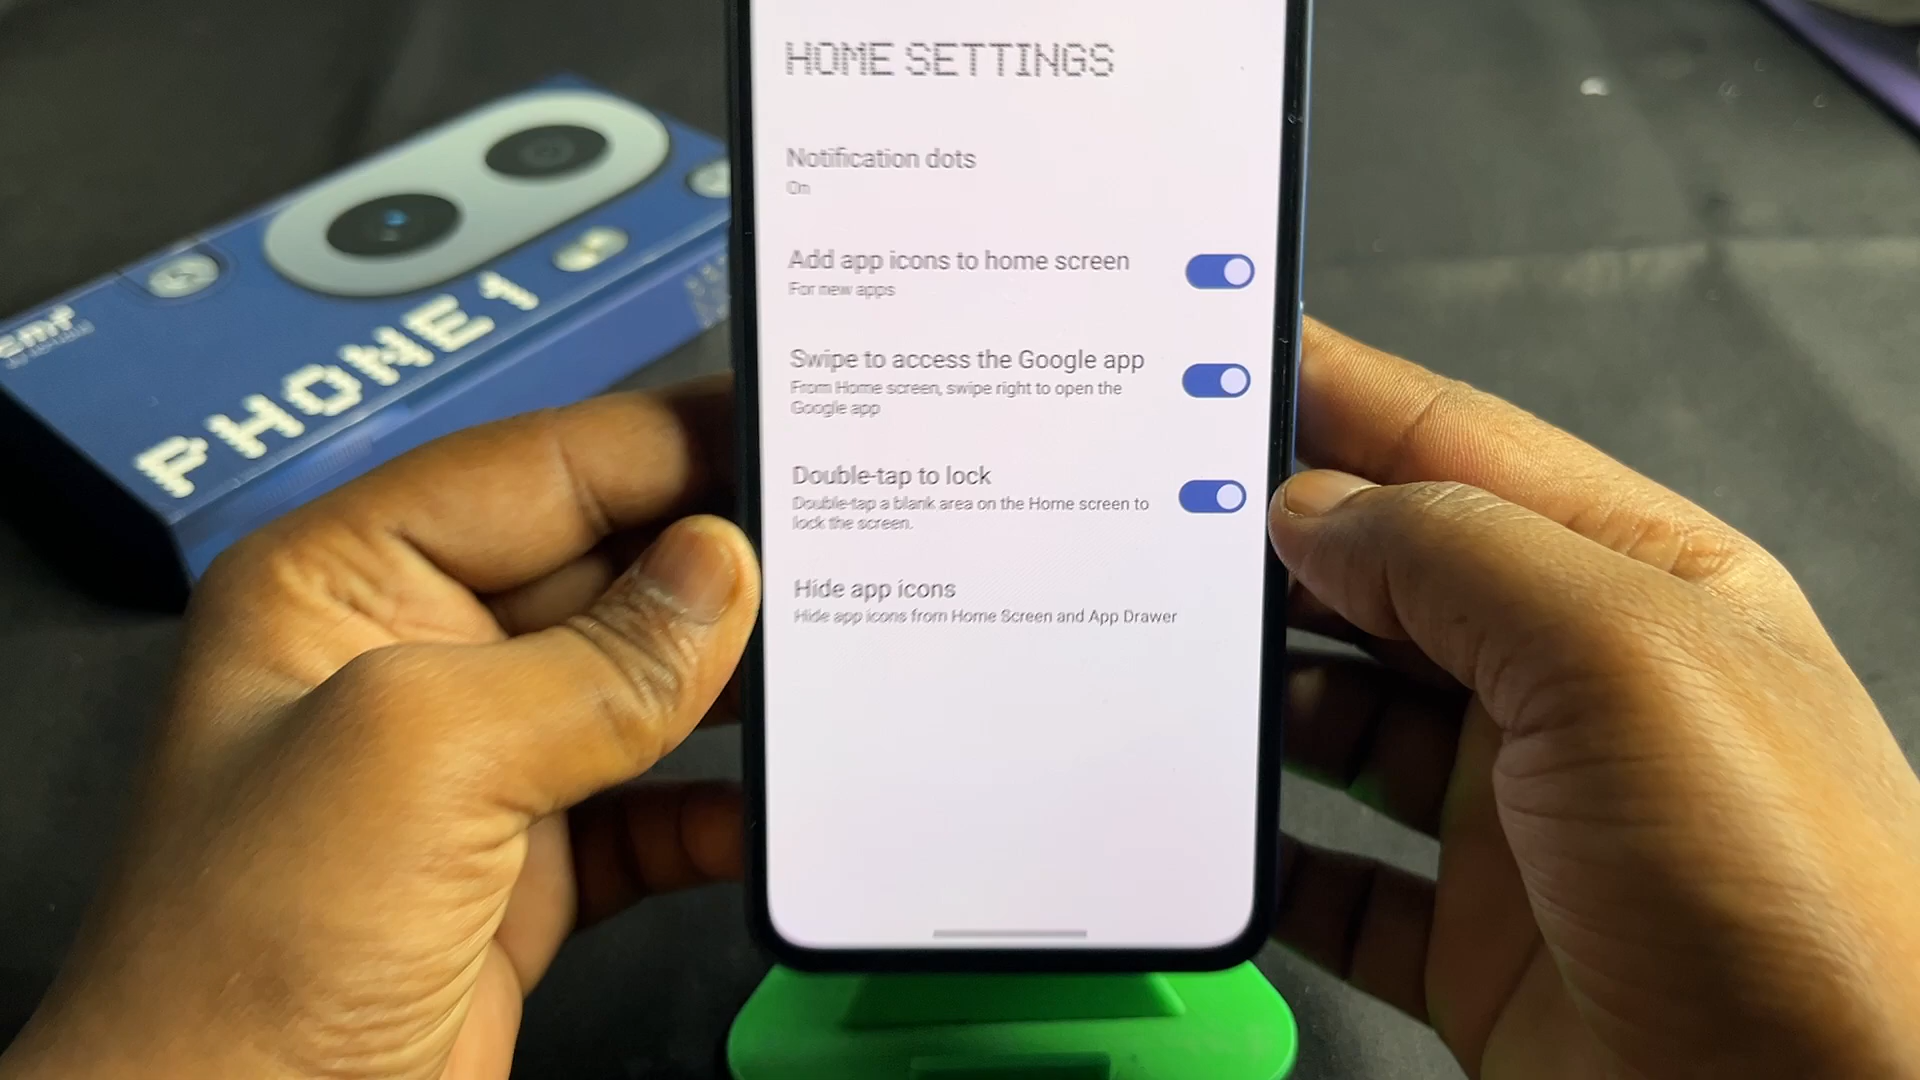 HOME SETTINGS
Notification dots
On
Add app icons to home screen
For new apps
Swipe to access the Google app
From Home screen, swipe right to open the
Google app
Double-tap to lock
Double-tap a blank area on the Home screen to
lock the screen.
Hide app icons
Hide app icons from Home Screen and App Drawer
cmf
PHONE 1